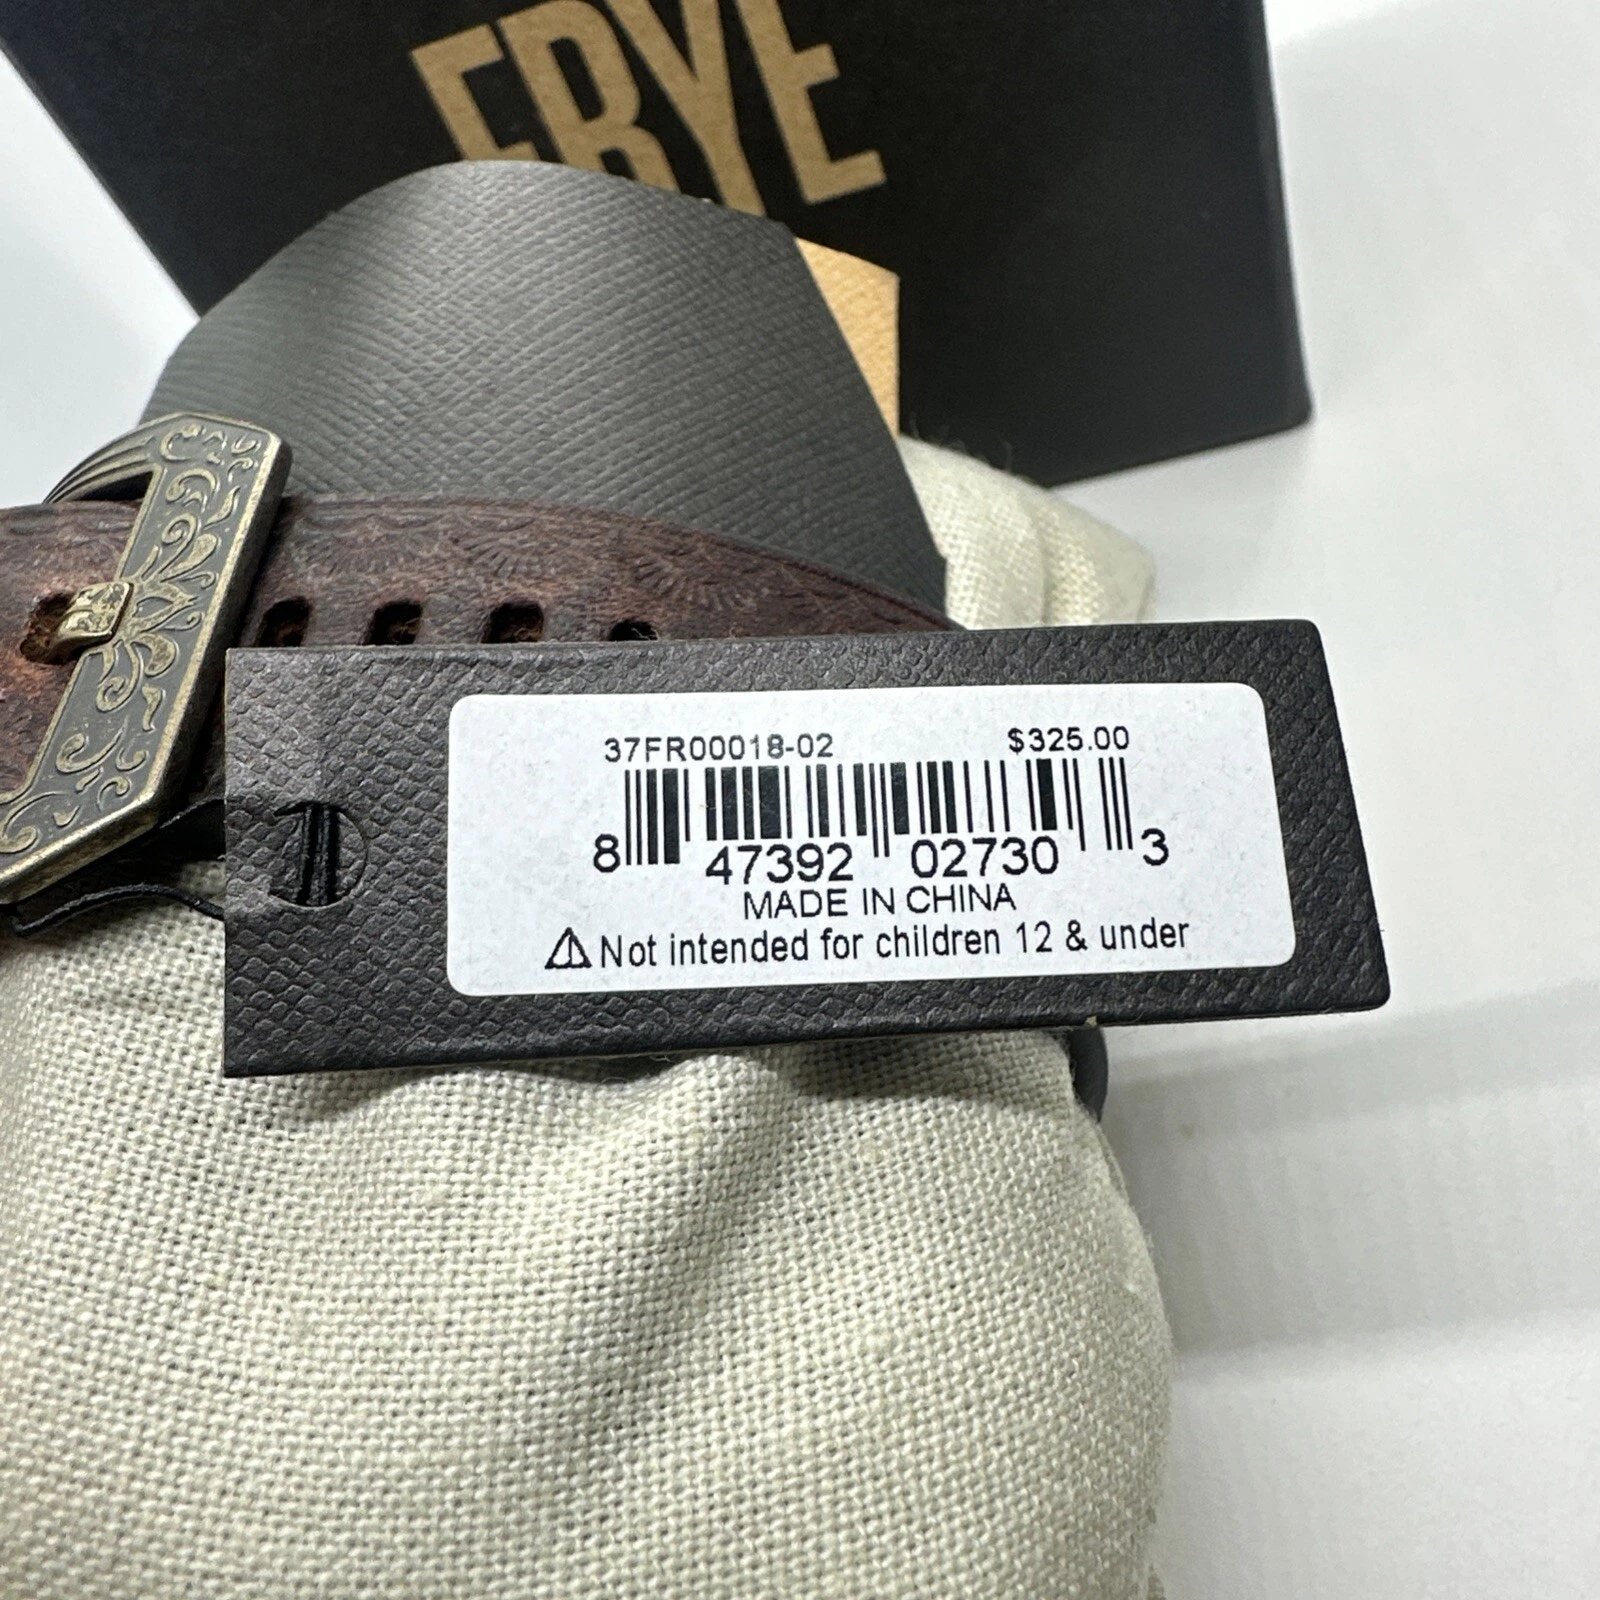 FRYE
37FR00018-02 $325.00
8 47392 02730 3
MADE IN CHINA
⚠Not intended for children 12 & under